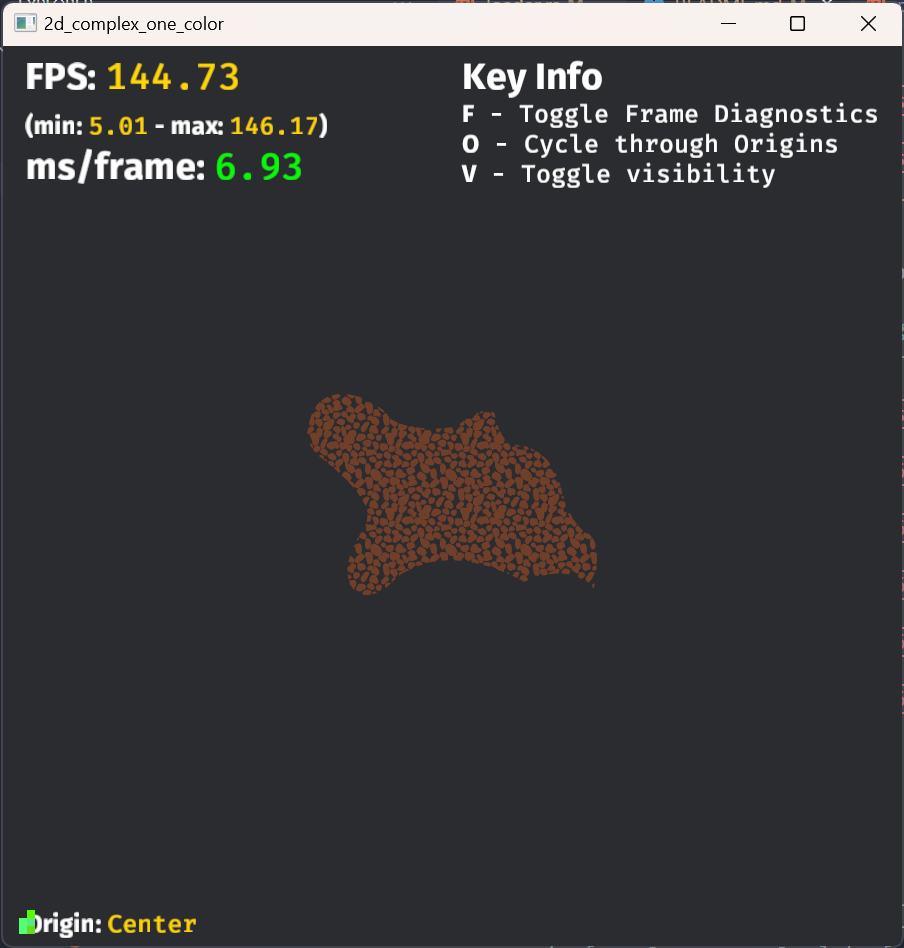 2d_complex_one_color
FPS: 144.73
(min: 5.01 - max: 146.17)
ms/frame: 6.93
Key Info
F - Toggle Frame Diagnostics
O - Cycle through Origins
V - Toggle visibility
Origin: Center